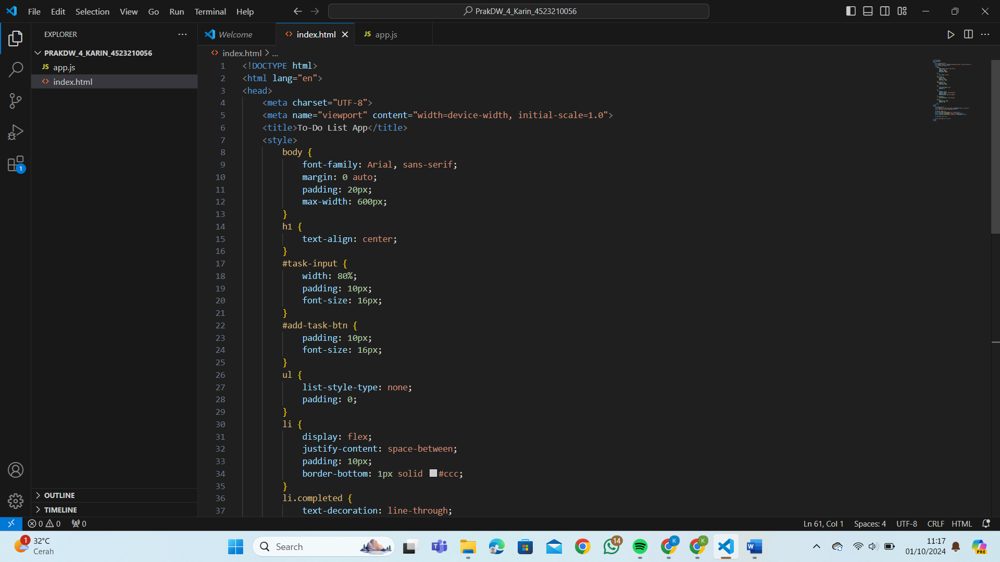 File Edit Selection View Go Run Terminal Help
PrakDW_4_Karin_4523210056
EXPLORER
PRAKDW_4_KARIN_4523210056
JS app.js
<> index.html
1
OUTLINE
TIMELINE
Welcome
<> index.html
JS app.js
<> index.html > ...
1 <!DOCTYPE html>
2 <html lang="en">
3 <head>
4 <meta charset="UTF-8">
5 <meta name="viewport" content="width=device-width, initial-scale=1.0">
6 <title>To-Do List App</title>
7 <style>
8 body {
9 font-family: Arial, sans-serif;
10 margin: 0 auto;
11 padding: 20px;
12 max-width: 600px;
13 }
14 h1 {
15 text-align: center;
16 }
17 #task-input {
18 width: 80%;
19 padding: 10px;
20 font-size: 16px;
21 }
22 #add-task-btn {
23 padding: 10px;
24 font-size: 16px;
25 }
26 ul {
27 list-style-type: none;
28 padding: 0;
29 }
30 li {
31 display: flex;
32 justify-content: space-between;
33 padding: 10px;
34 border-bottom: 1px solid #ccc;
35 }
36 li.completed {
37 text-decoration: line-through;
0 0 0
Ln 61, Col 1 Spaces: 4 UTF-8 CRLF HTML
1
32°C
Cerah
Search
14
K
K
11:17
01/10/2024
PRE